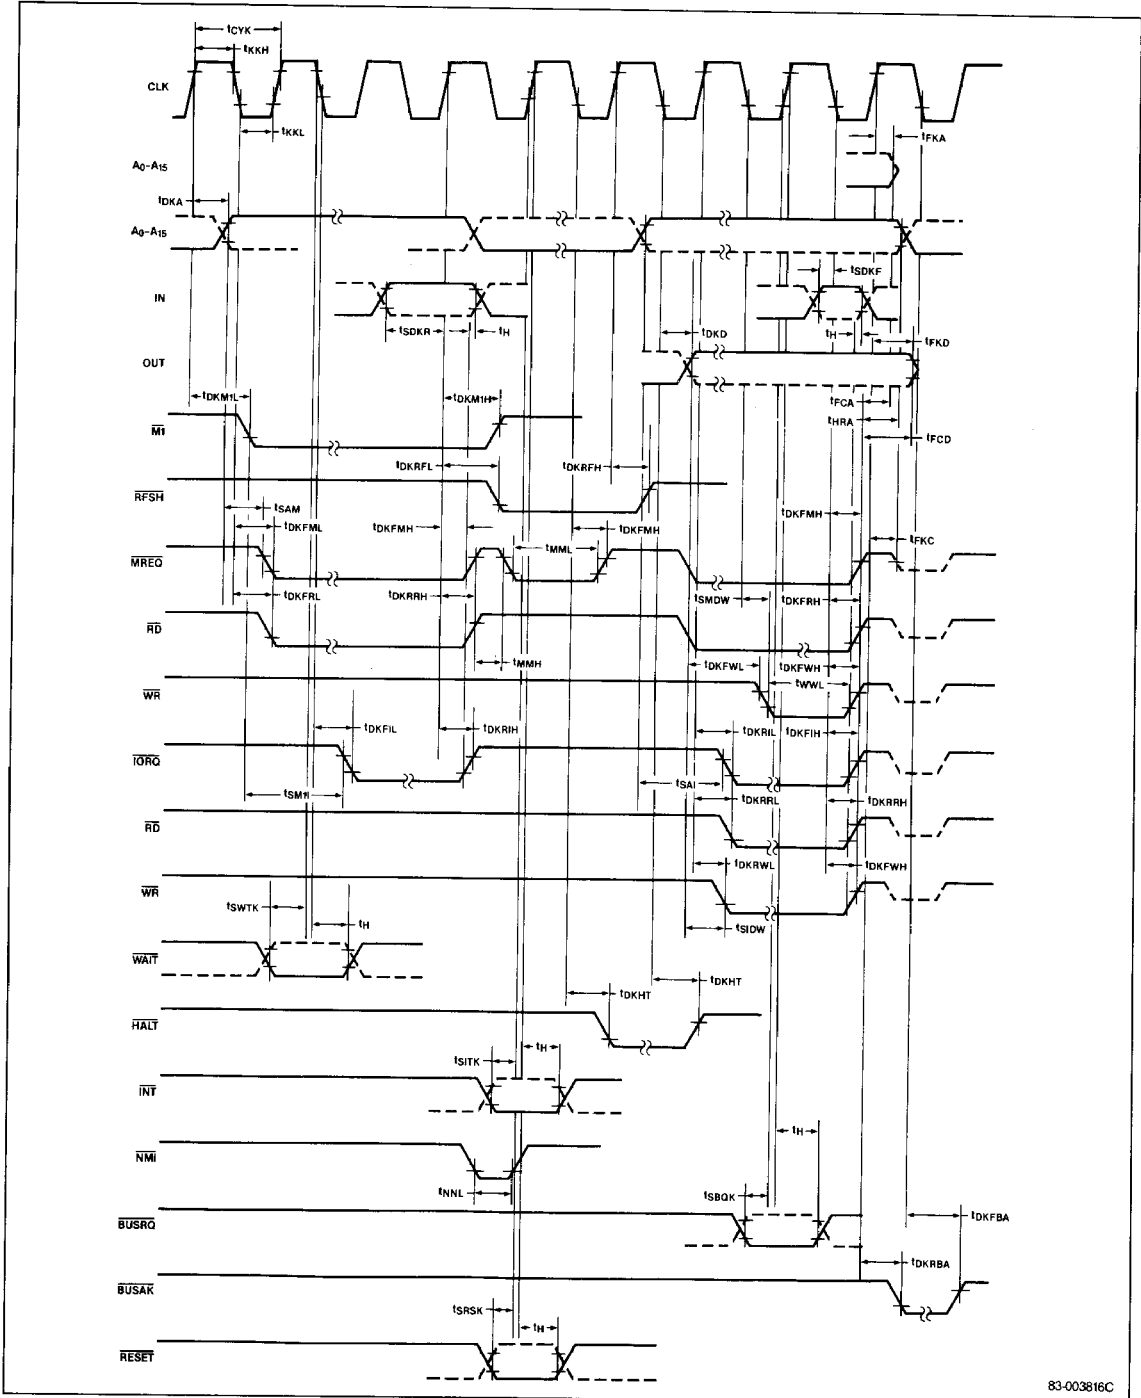 tCYK
tKKH
CLK
tKKL
tFKA
A0-A15
tDKA
A0-A15
tSDKF
IN
tSDKR
tH
tDKD
tH
tFKD
OUT
tFCA
tDKM1L
tDKM1H
tHRA
M1
tFCD
tDKRFL
tDKRFH
RFSH
tSAM
tDKFMH
tDKFMH
tDKFMH
tDKFML
tFKC
tMML
MREQ
tDKFRL
tDKRRH
tSMDW
tDKFRH
RD
tMMH
tDKFWL
tDKFWH
tWWL
WR
tDKFIL
tDKRIH
tDKRIL
tDKFIH
IORQ
tSM1I
tSAI
tDKRRL
tDKRRH
RD
tDKRWL
tDKFWH
WR
tSWTK
tH
tSIDW
WAIT
tDKHT
tDKHT
HALT
tSITK
tH
INT
tH
NMI
tNNL
tSBQK
BUSRQ
tDKFBA
tDKRBA
BUSAK
tSRSK
tH
RESET
83-003816C